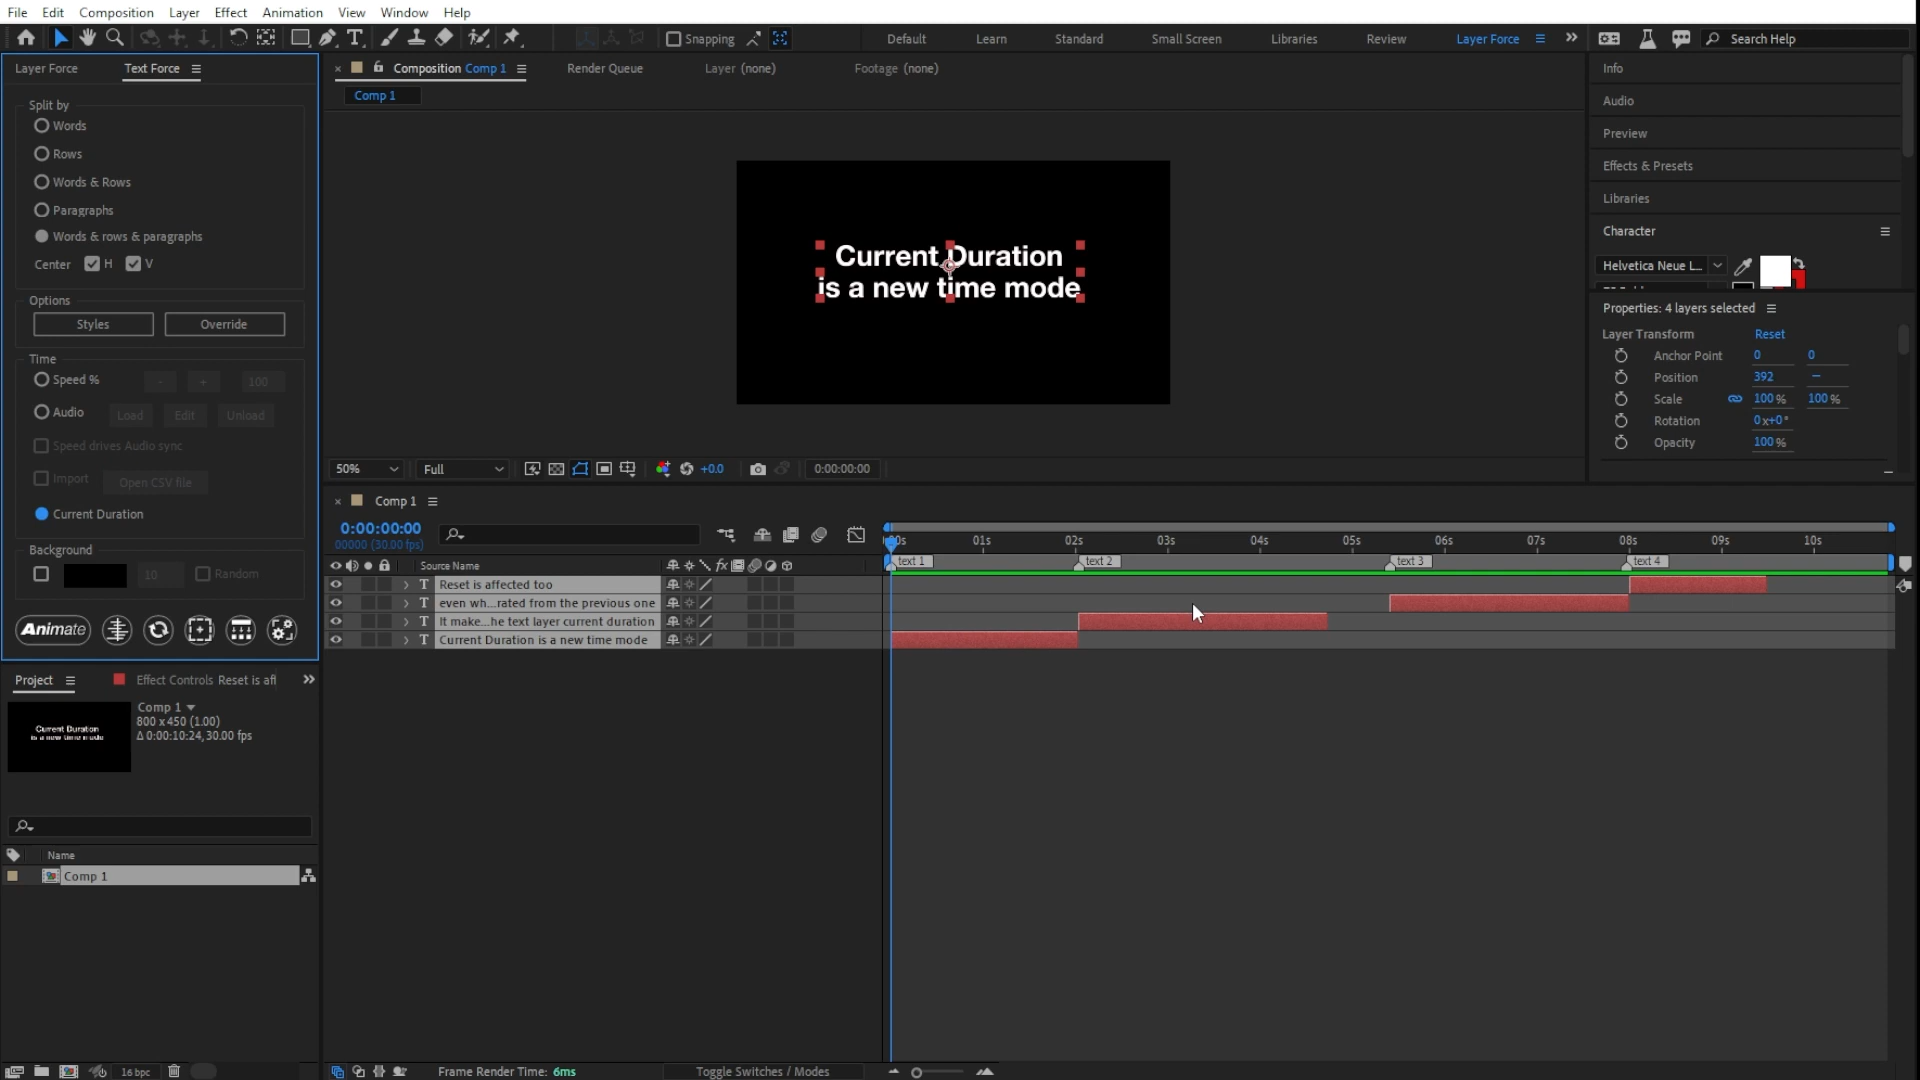 File Edit Composition Layer Effect Animation View Window Help
Snapping Default Learn Standard Small Screen Libraries Review Layer Force Search Help
Layer Force Text Force
Split by
Words
Rows
Words & Rows
Paragraphs
Words & rows & paragraphs
Center H V
Options
Styles Override
Time
Speed % - + 100
Audio Load Edit Unload
Speed drives Audio sync
Import Open CSV file
Current Duration
Background
10 Random
Animate
Composition Comp 1 Render Queue Layer (none) Footage (none)
Comp 1
Current Duration
is a new time mode
50% Full +0.0 0:00:00:00
Info
Audio
Preview
Effects & Presets
Libraries
Character
Helvetica Neue L...
Properties: 4 layers selected
Layer Transform Reset
Anchor Point 0 0
Position 392 –
Scale 100 % 100 %
Rotation 0x+0°
Opacity 100 %
Project Effect Controls Reset is aff
Comp 1
800 x 450 (1.00)
Δ 0:00:10:24, 30.00 fps
Current Duration
is a new time mode
Name
Comp 1
16 bpc
Comp 1
0:00:00:00
00000 (30.00 fps)
00s 01s 02s 03s 04s 05s 06s 07s 08s 09s 10s
text 1 text 2 text 3 text 4
Source Name fx
T Reset is affected too
T even wh...rated from the previous one
T It make...he text layer current duration
T Current Duration is a new time mode
Frame Render Time: 6ms Toggle Switches / Modes